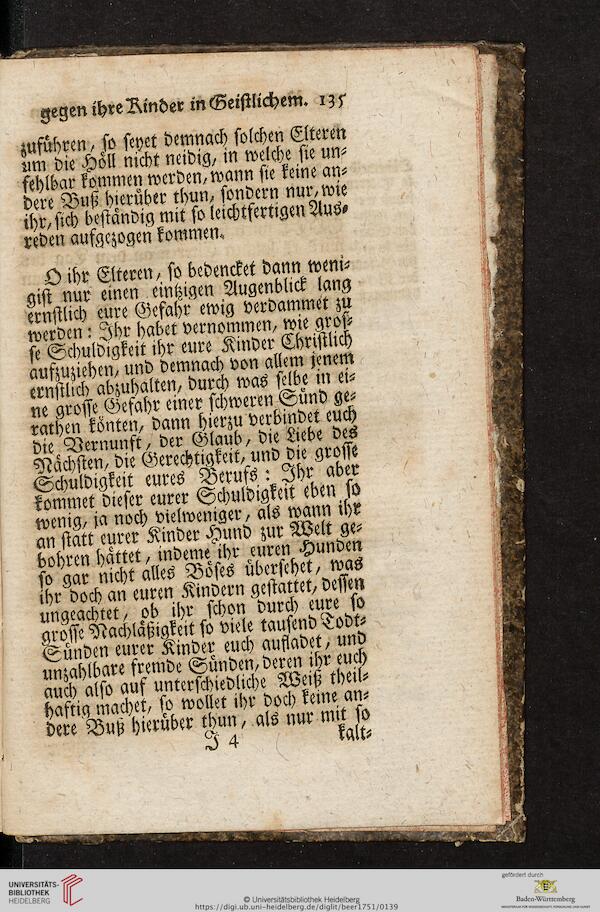 gegen ihre Kinder in Geistlichem. 135
zuführen, so seyet demnach solchen Elteren
um die Höll nicht neidig, in welche sie un-
fehlbar kommen werden, wann sie keine an-
dere Buß hierüber thun, sondern nur, wie
ihr, sich beständig mit so leichtfertigen Aus-
reden aufgezogen kommen.
O ihr Elteren, so bedencket dann weni-
gist nur einen eintzigen Augenblick lang
ernstlich eure Gefahr ewig verdammet zu
werden: Ihr habet vernommen, wie gros-
se Schuldigkeit ihr eure Kinder Christlich
aufzuziehen, und demnach von allem jenem
ernstlich abzuhalten, durch was selbe in ei-
ne grosse Gefahr einer schweren Sünd ge-
rathen könten, dann hierzu verbindet euch
die Vernunft, der Glaub, die Liebe des
Nächsten, die Gerechtigkeit, und die grosse
Schuldigkeit eures Berufs: Ihr aber
kommet dieser eurer Schuldigkeit eben so
wenig, ja noch vielweniger, als wann ihr
an statt eurer Kinder Hund zur Welt ge-
bohren hättet, indeme ihr euren Hunden
so gar nicht alles Böses übersehet, was
ihr doch an euren Kindern gestattet, dessen
ungeachtet, ob ihr schon durch eure so
grosse Nachläßigkeit so viele tausend Todt-
Sünden eurer Kinder euch aufladet, und
unzahlbare fremde Sünden, deren ihr euch
auch also auf unterschiedliche Weiß theil-
haftig machet, so wollet ihr doch keine an-
dere Buß hierüber thun, als nur mit so
J 4 kalt-
UNIVERSITÄTS-
BIBLIOTHEK
HEIDELBERG
© Universitätsbibliothek Heidelberg
https://digi.ub.uni-heidelberg.de/diglit/beer1751/0139
gefördert durch
Baden-Württemberg
MINISTERIUM FÜR WISSENSCHAFT, FORSCHUNG UND KUNST